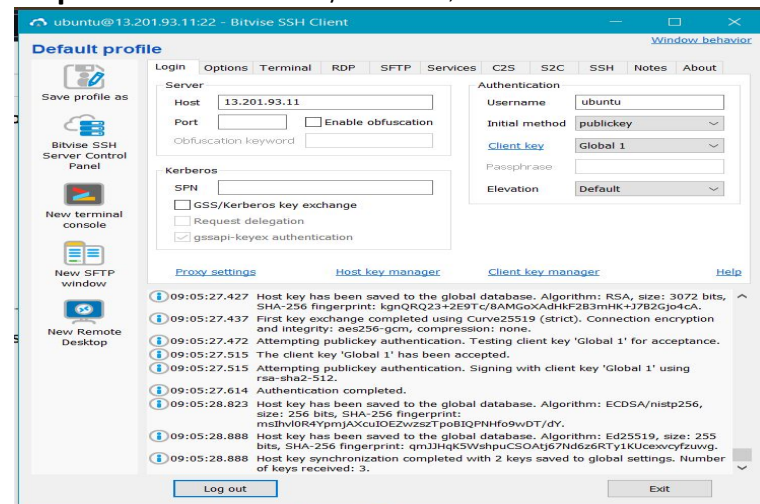 ubuntu@13.201.93.11:22 - Bitvise SSH Client
Default profile
Window behavior
Save profile as
Bitvise SSH
Server Control
Panel
New terminal
console
New SFTP
window
New Remote
Desktop
Login Options Terminal RDP SFTP Services C2S S2C SSH Notes About
Server
Host 13.201.93.11
Port Enable obfuscation
Obfuscation keyword
Kerberos
SPN
GSS/Kerberos key exchange
Request delegation
gssapi-keyex authentication
Authentication
Username ubuntu
Initial method publickey
Client key Global 1
Passphrase
Elevation Default
Proxy settings Host key manager Client key manager Help
09:05:27.427 Host key has been saved to the global database. Algorithm: RSA, size: 3072 bits,
SHA-256 fingerprint: kgnQRQ23+2E9Tc/8AMGoXAdHkF2B3mHK+J7B2Gjo4cA.
09:05:27.437 First key exchange completed using Curve25519 (strict). Connection encryption
and integrity: aes256-gcm, compression: none.
09:05:27.472 Attempting publickey authentication. Testing client key 'Global 1' for acceptance.
09:05:27.515 The client key 'Global 1' has been accepted.
09:05:27.515 Attempting publickey authentication. Signing with client key 'Global 1' using
rsa-sha2-512.
09:05:27.614 Authentication completed.
09:05:28.823 Host key has been saved to the global database. Algorithm: ECDSA/nistp256,
size: 256 bits, SHA-256 fingerprint:
msIhvl0R4YpmjAXcuIOEZwzszTpoBIQPNHfo9wDT/dY.
09:05:28.888 Host key has been saved to the global database. Algorithm: Ed25519, size: 255
bits, SHA-256 fingerprint: qmJJHqK5WshpuCSOAtj67Nd6z6RTy1KUcexwcyfzuwg.
09:05:28.888 Host key synchronization completed with 2 keys saved to global settings. Number
of keys received: 3.
Log out
Exit